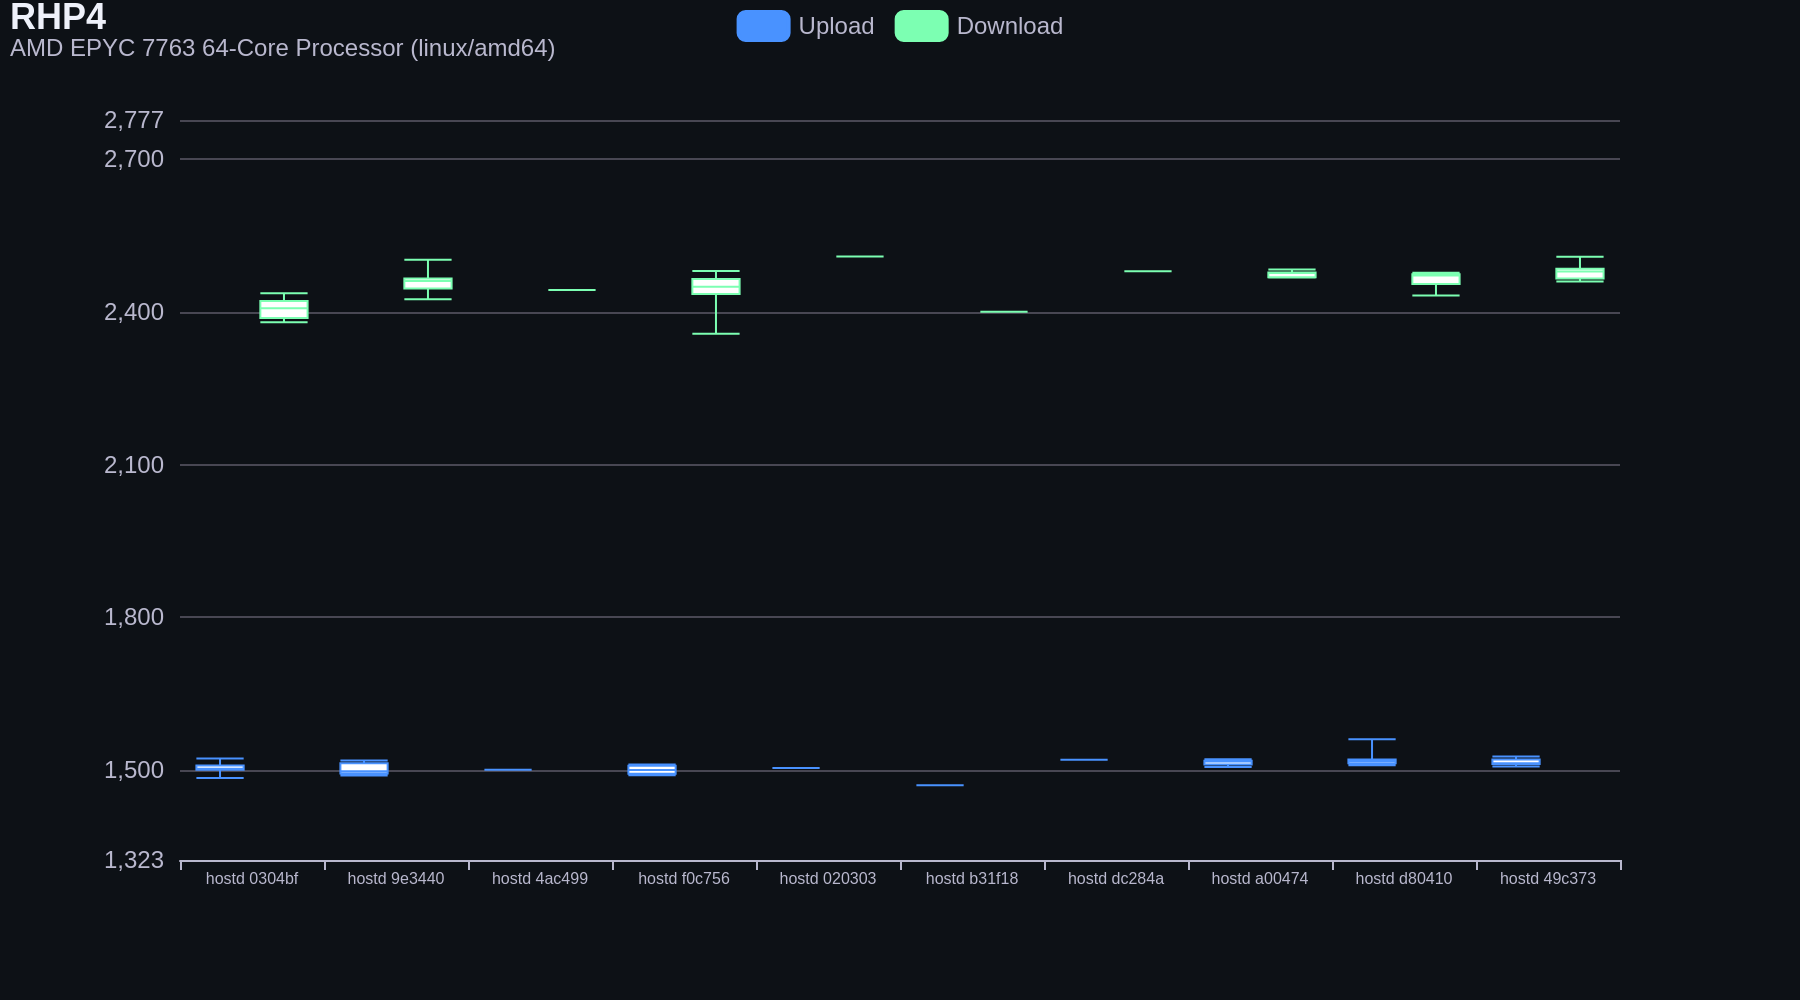 RHP4
AMD EPYC 7763 64-Core Processor (linux/amd64)
Upload
Download
2,777
2,700
2,400
2,100
1,800
1,500
1,323
hostd 0304bf
hostd 9e3440
hostd 4ac499
hostd f0c756
hostd 020303
hostd b31f18
hostd dc284a
hostd a00474
hostd d80410
hostd 49c373